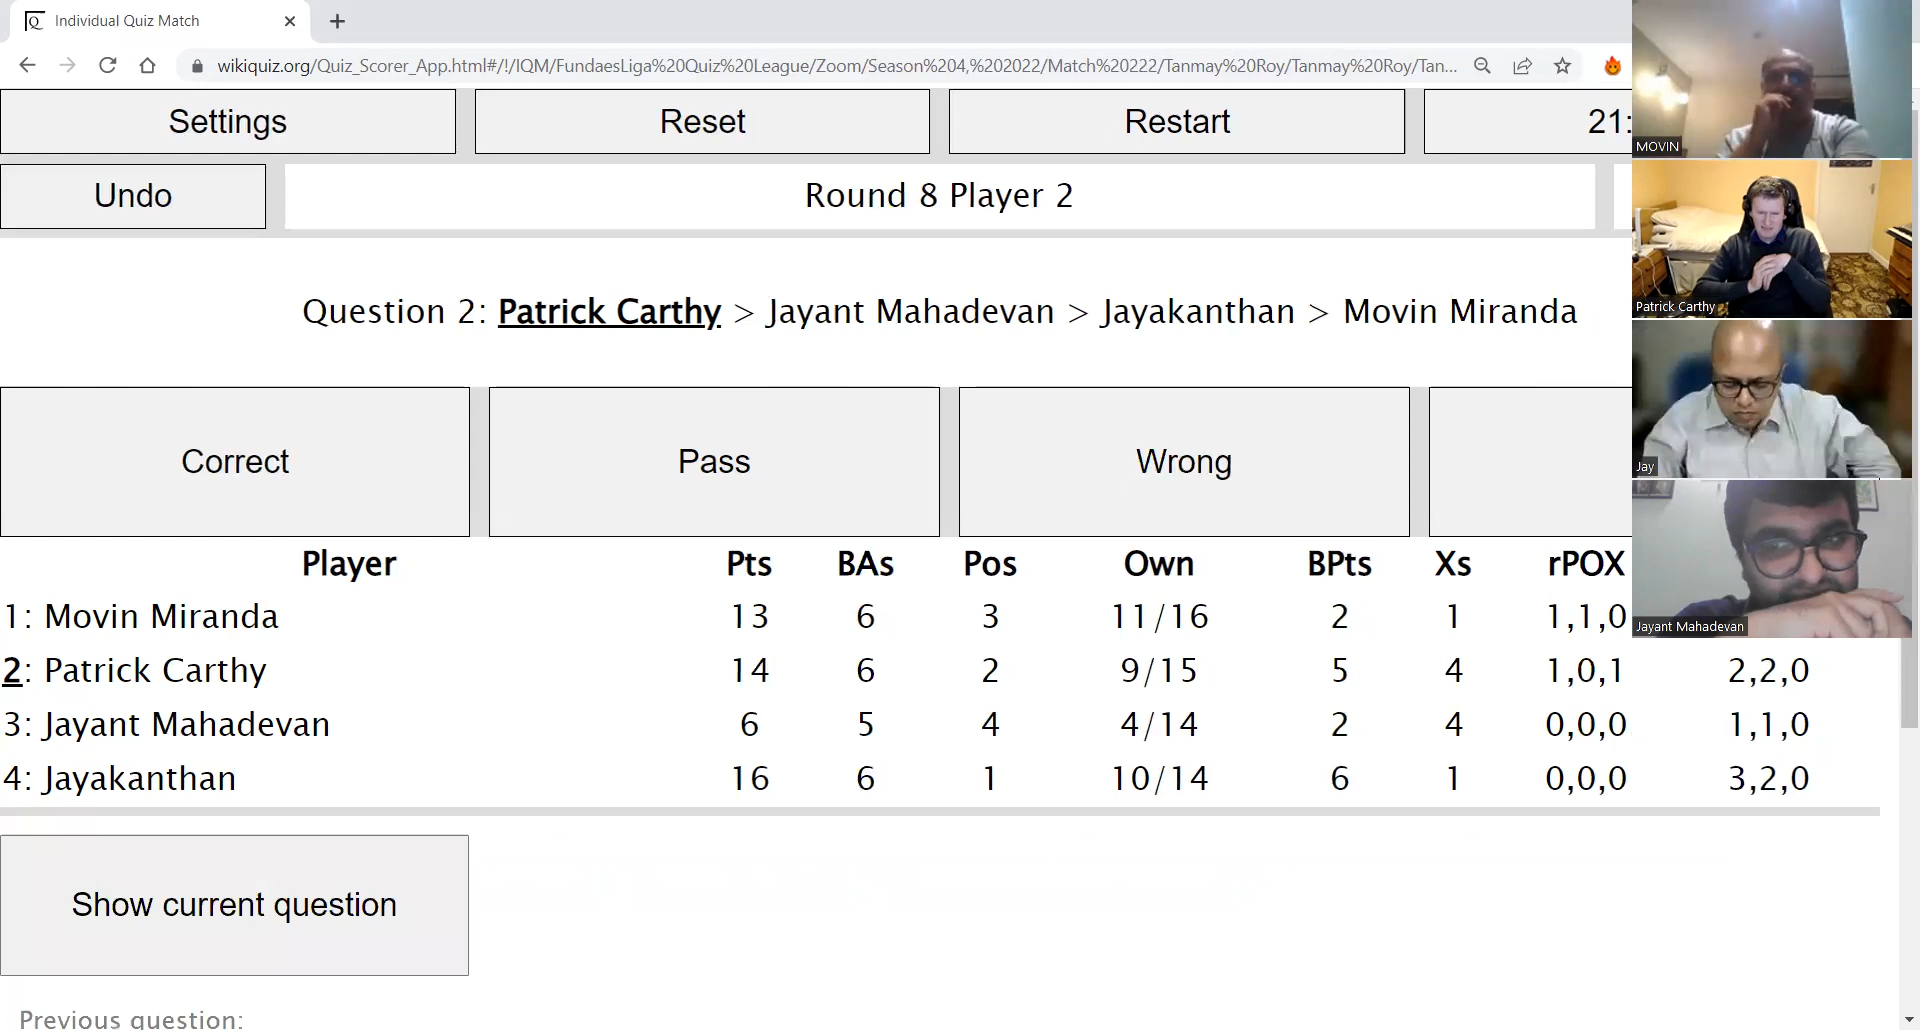 Individual Quiz Match
wikiquiz.org/Quiz_Scorer_App.html#/!/IQM/FundaesLiga%20Quiz%20League/Zoom/Season%204,%202022/Match%20222/Tanmay%20Roy/Tanmay%20Roy/Tan...
Settings Reset Restart 21:
Undo Round 8 Player 2
Question 2: Patrick Carthy > Jayant Mahadevan > Jayakanthan > Movin Miranda
Correct Pass Wrong
Player Pts BAs Pos Own BPts Xs rPOX
1: Movin Miranda 13 6 3 11/16 2 1 1,1,0
2: Patrick Carthy 14 6 2 9/15 5 4 1,0,1 2,2,0
3: Jayant Mahadevan 6 5 4 4/14 2 4 0,0,0 1,1,0
4: Jayakanthan 16 6 1 10/14 6 1 0,0,0 3,2,0
Show current question
Previous question:
MOVIN
Patrick Carthy
Jay
Jayant Mahadevan